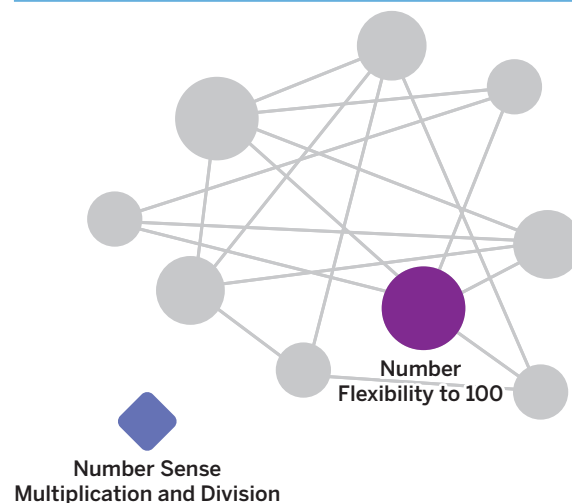 Number
Flexibility to 100
Number Sense
Multiplication and Division